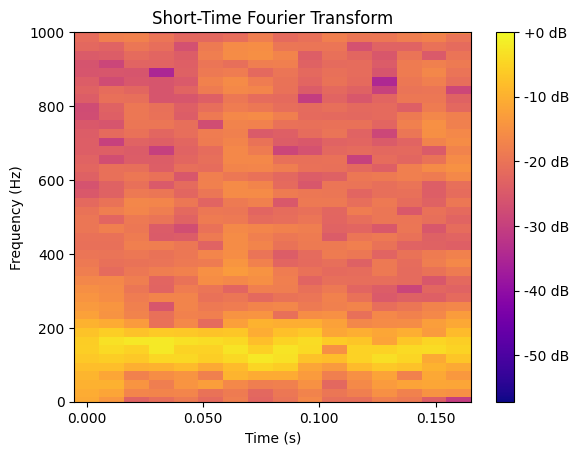 Short-Time Fourier Transform
1000
800
600
400
200
0
Frequency (Hz)
0.000
0.050
0.100
0.150
Time (s)
+0 dB
-10 dB
-20 dB
-30 dB
-40 dB
-50 dB